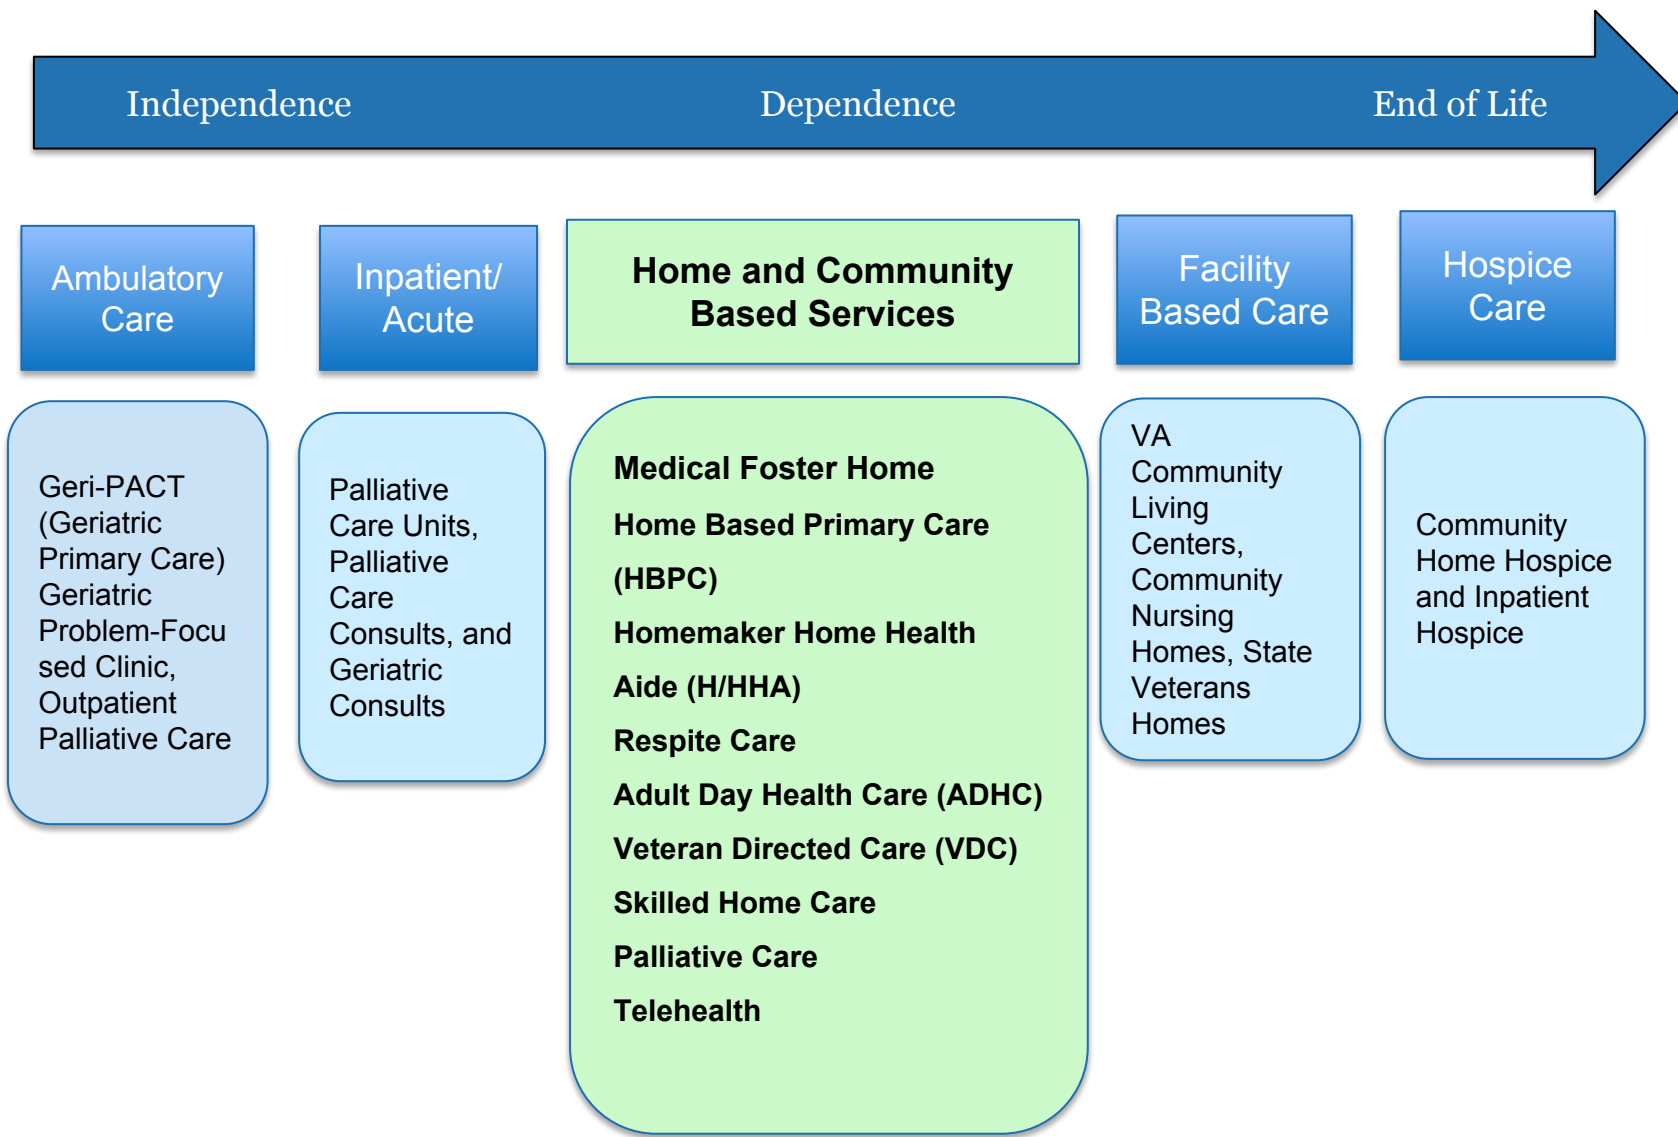 Independence
Dependence
End of Life
Ambulatory
Care
Inpatient/
Acute
Home and Community
Based Services
Facility
Based Care
Hospice
Care
Geri-PACT
(Geriatric
Primary Care)
Geriatric
Problem-Focu
sed Clinic,
Outpatient
Palliative Care
Palliative
Care Units,
Palliative
Care
Consults, and
Geriatric
Consults
Medical Foster Home
Home Based Primary Care
(HBPC)
Homemaker Home Health
Aide (H/HHA)
Respite Care
Adult Day Health Care (ADHC)
Veteran Directed Care (VDC)
Skilled Home Care
Palliative Care
Telehealth
VA
Community
Living
Centers,
Community
Nursing
Homes, State
Veterans
Homes
Community
Home Hospice
and Inpatient
Hospice